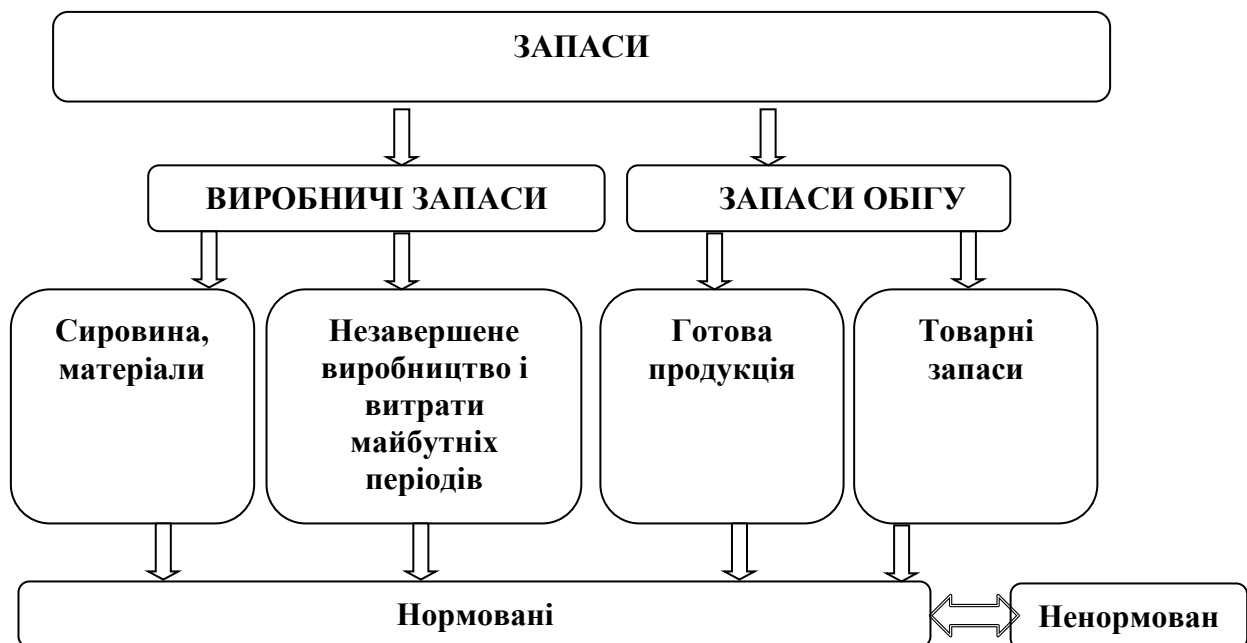 ЗАПАСИ
ВИРОБНИЧІ ЗАПАСИ
ЗАПАСИ ОБІГУ
Сировина,
матеріали
Незавершене
виробництво і
витрати
майбутніх
періодів
Готова
продукція
Товарні
запаси
Нормовані
Ненормован